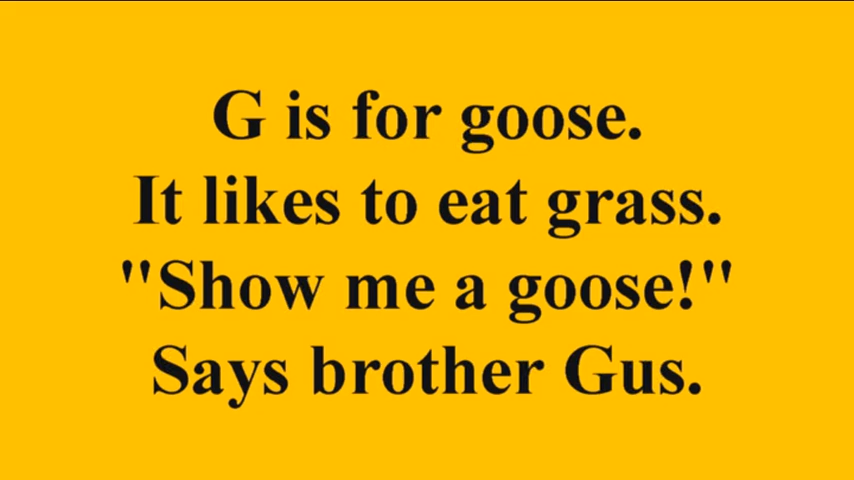 G is for goose.
It likes to eat grass.
"Show me a goose!"
Says brother Gus.